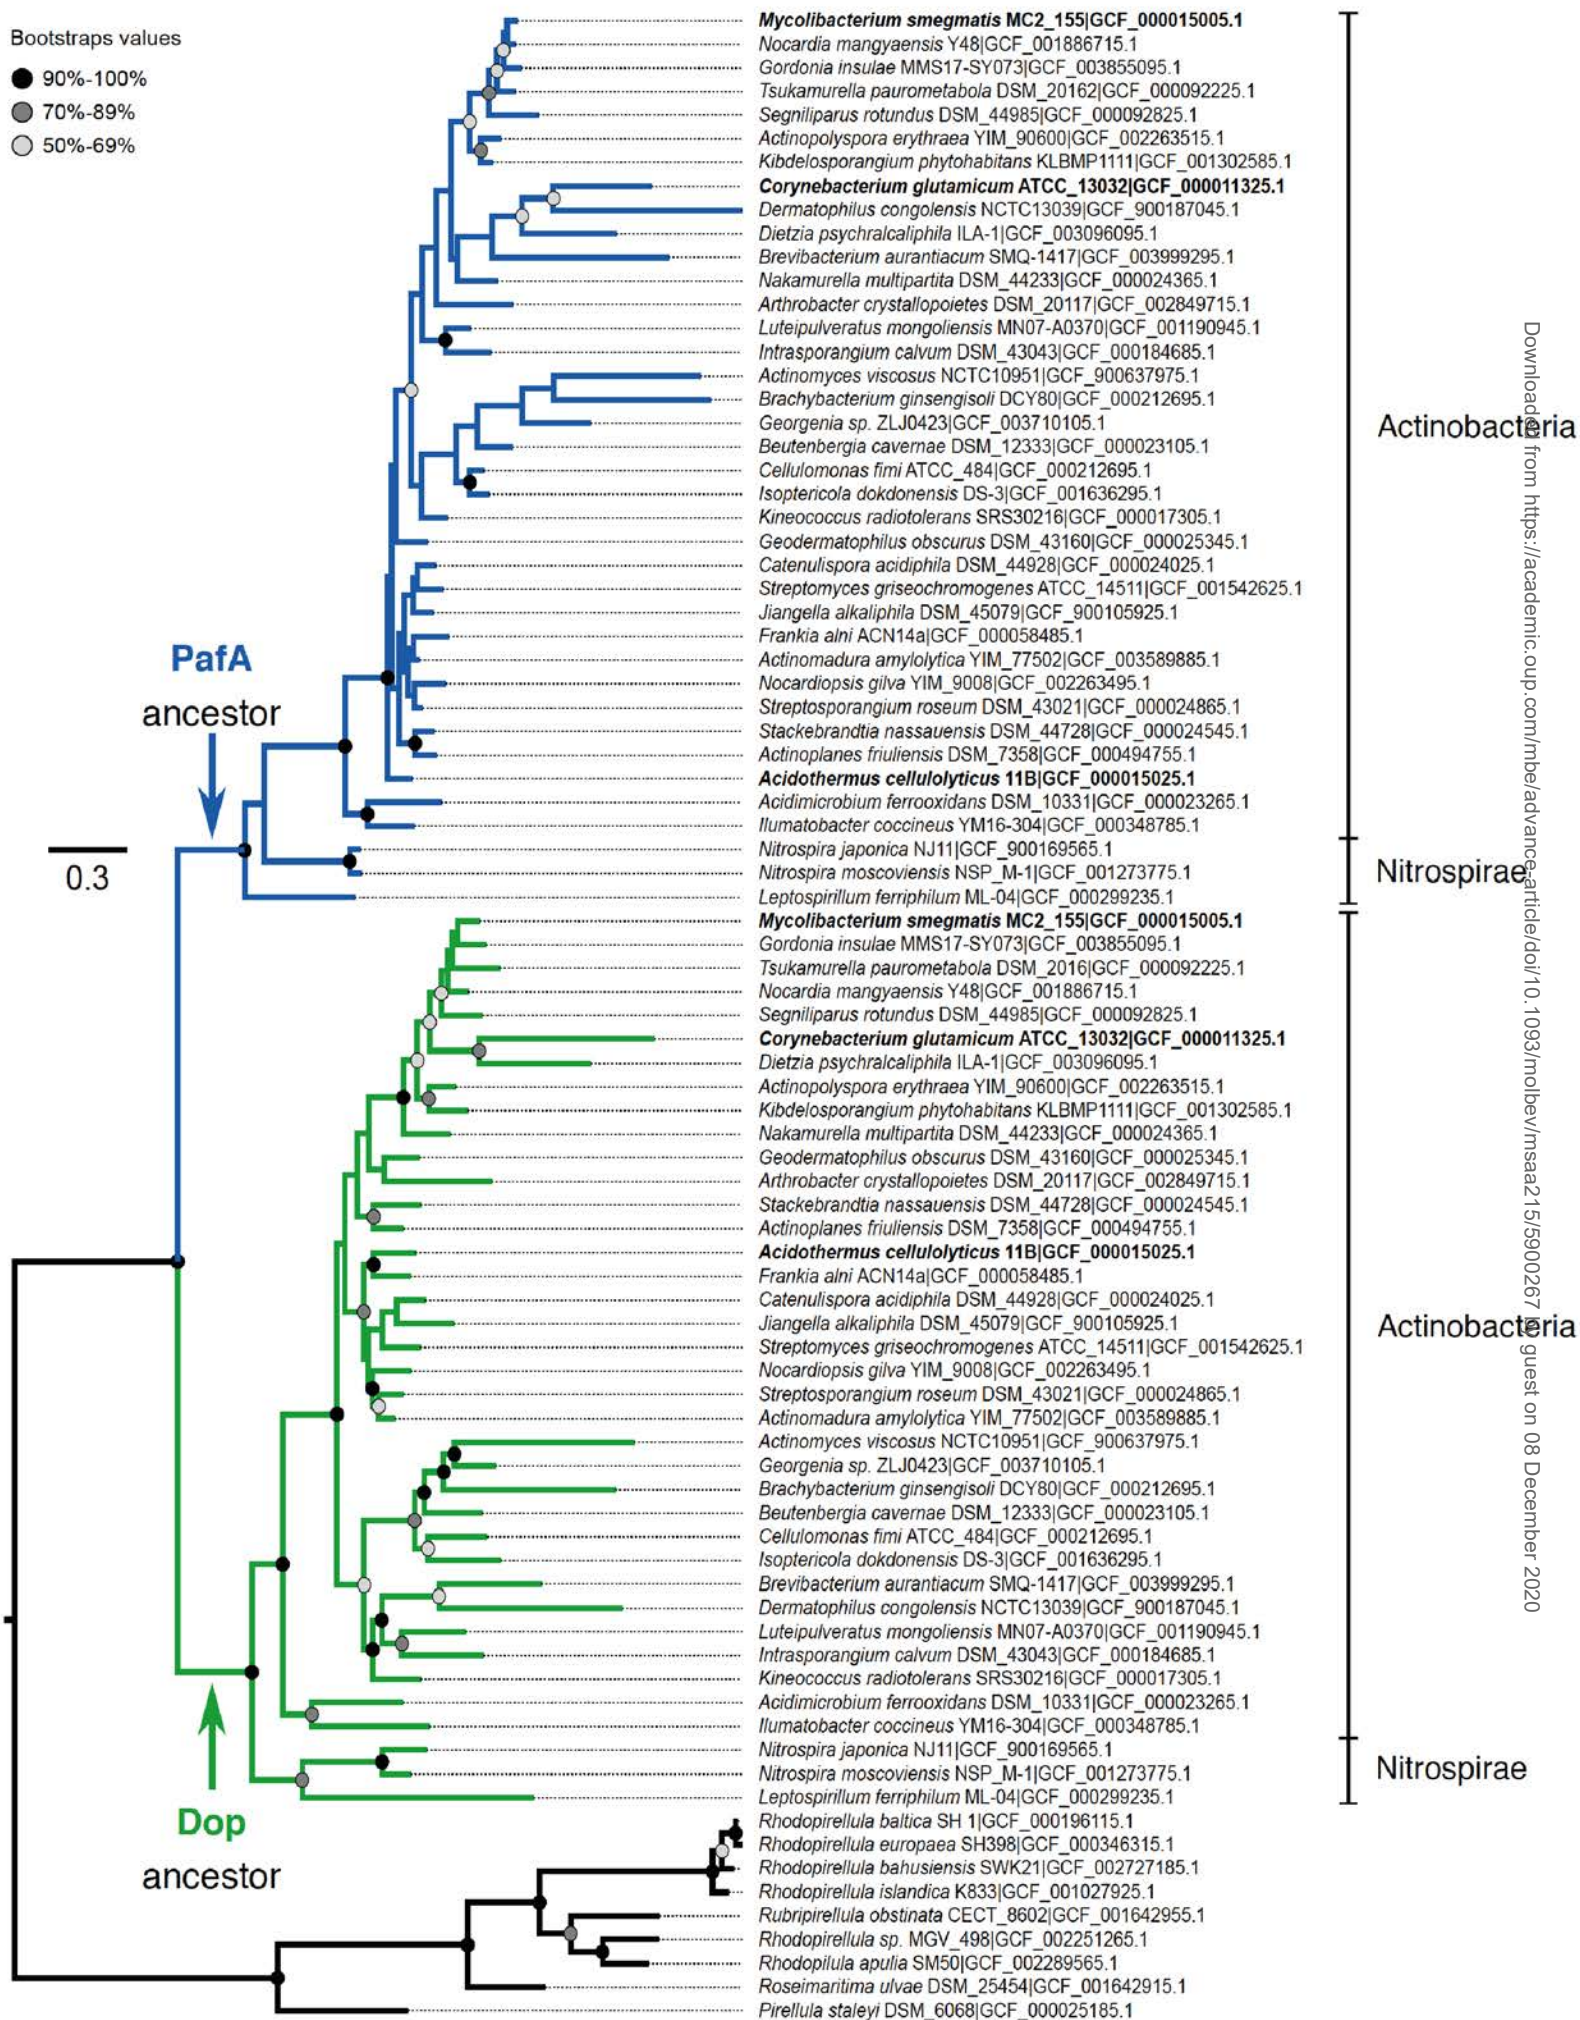 Bootstraps values
90%-100%
70%-89%
50%-69%
Mycolibacterium smegmatis MC2_155|GCF_000015005.1
Nocardia mangyaensis Y48|GCF_001886715.1
Gordonia insulae MMS17-SY073|GCF_003855095.1
Tsukamurella paurometabola DSM_20162|GCF_000092225.1
Segniliparus rotundus DSM_44985|GCF_000092825.1
Actinopolyspora erythraea YIM_90600|GCF_002263515.1
Kibdelosporangium phytohabitans KLBMP1111|GCF_001302585.1
Corynebacterium glutamicum ATCC_13032|GCF_000011325.1
Dermatophilus congolensis NCTC13039|GCF_900187045.1
Dietzia psychralcaliphila ILA-1|GCF_003096095.1
Brevibacterium aurantiacum SMQ-1417|GCF_003999295.1
Nakamurella multipartita DSM_44233|GCF_000024365.1
Arthrobacter crystallopoietes DSM_20117|GCF_002849715.1
Luteipulveratus mongoliensis MN07-A0370|GCF_001190945.1
Intrasporangium calvum DSM_43043|GCF_000184685.1
Actinomyces viscosus NCTC10951|GCF_900637975.1
Brachybacterium ginsengisoli DCY80|GCF_000212695.1
Georgenia sp. ZLJ0423|GCF_003710105.1
Beutenbergia cavernae DSM_12333|GCF_000023105.1
Cellulomonas fimi ATCC_484|GCF_000212695.1
Isoptericola dokdonensis DS-3|GCF_001636295.1
Kineococcus radiotolerans SRS30216|GCF_000017305.1
Geodermatophilus obscurus DSM_43160|GCF_000025345.1
Catenulispora acidiphila DSM_44928|GCF_000024025.1
Streptomyces griseochromogenes ATCC_14511|GCF_001542625.1
Jiangella alkaliphila DSM_45079|GCF_900105925.1
Frankia alni ACN14a|GCF_000058485.1
Actinomadura amylolytica YIM_77502|GCF_003589885.1
Nocardiopsis gilva YIM_9008|GCF_002263495.1
Streptosporangium roseum DSM_43021|GCF_000024865.1
Stackebrandtia nassauensis DSM_44728|GCF_000024545.1
Actinoplanes friuliensis DSM_7358|GCF_000494755.1
Acidothermus cellulolyticus 11B|GCF_000015025.1
Acidimicrobium ferrooxidans DSM_10331|GCF_000023265.1
Ilumatobacter coccineus YM16-304|GCF_000348785.1
Nitrospira japonica NJ11|GCF_900169565.1
Nitrospira moscoviensis NSP_M-1|GCF_001273775.1
Leptospirillum ferriphilum ML-04|GCF_000299235.1
Actinobacteria
Nitrospirae
PafA
ancestor
0.3
Mycolibacterium smegmatis MC2_155|GCF_000015005.1
Gordonia insulae MMS17-SY073|GCF_003855095.1
Tsukamurella paurometabola DSM_2016|GCF_000092225.1
Nocardia mangyaensis Y48|GCF_001886715.1
Segniliparus rotundus DSM_44985|GCF_000092825.1
Corynebacterium glutamicum ATCC_13032|GCF_000011325.1
Dietzia psychralcaliphila ILA-1|GCF_003096095.1
Actinopolyspora erythraea YIM_90600|GCF_002263515.1
Kibdelosporangium phytohabitans KLBMP1111|GCF_001302585.1
Nakamurella multipartita DSM_44233|GCF_000024365.1
Geodermatophilus obscurus DSM_43160|GCF_000025345.1
Arthrobacter crystallopoietes DSM_20117|GCF_002849715.1
Stackebrandtia nassauensis DSM_44728|GCF_000024545.1
Actinoplanes friuliensis DSM_7358|GCF_000494755.1
Acidothermus cellulolyticus 11B|GCF_000015025.1
Frankia alni ACN14a|GCF_000058485.1
Catenulispora acidiphila DSM_44928|GCF_000024025.1
Jiangella alkaliphila DSM_45079|GCF_900105925.1
Streptomyces griseochromogenes ATCC_14511|GCF_001542625.1
Nocardiopsis gilva YIM_9008|GCF_002263495.1
Streptosporangium roseum DSM_43021|GCF_000024865.1
Actinomadura amylolytica YIM_77502|GCF_003589885.1
Actinomyces viscosus NCTC10951|GCF_900637975.1
Georgenia sp. ZLJ0423|GCF_003710105.1
Brachybacterium ginsengisoli DCY80|GCF_000212695.1
Beutenbergia cavernae DSM_12333|GCF_000023105.1
Cellulomonas fimi ATCC_484|GCF_000212695.1
Isoptericola dokdonensis DS-3|GCF_001636295.1
Brevibacterium aurantiacum SMQ-1417|GCF_003999295.1
Dermatophilus congolensis NCTC13039|GCF_900187045.1
Luteipulveratus mongoliensis MN07-A0370|GCF_001190945.1
Intrasporangium calvum DSM_43043|GCF_000184685.1
Kineococcus radiotolerans SRS30216|GCF_000017305.1
Acidimicrobium ferrooxidans DSM_10331|GCF_000023265.1
Ilumatobacter coccineus YM16-304|GCF_000348785.1
Nitrospira japonica NJ11|GCF_900169565.1
Nitrospira moscoviensis NSP_M-1|GCF_001273775.1
Leptospirillum ferriphilum ML-04|GCF_000299235.1
Actinobacteria
Nitrospirae
Dop
ancestor
Rhodopirellula baltica SH 1|GCF_000196115.1
Rhodopirellula europaea SH398|GCF_000346315.1
Rhodopirellula bahusiensis SWK21|GCF_002727185.1
Rhodopirellula islandica K833|GCF_001027925.1
Rubripirellula obstinata CECT_8602|GCF_001642955.1
Rhodopirellula sp. MGV_498|GCF_002251265.1
Rhodopilula apulia SM50|GCF_002289565.1
Roseimaritima ulvae DSM_25454|GCF_001642915.1
Pirellula staleyi DSM_6068|GCF_000025185.1
Downloaded from https://academic.oup.com/mbe/advance-article/doi/10.1093/molbev/msaa215/5900267 by guest on 08 December 2020